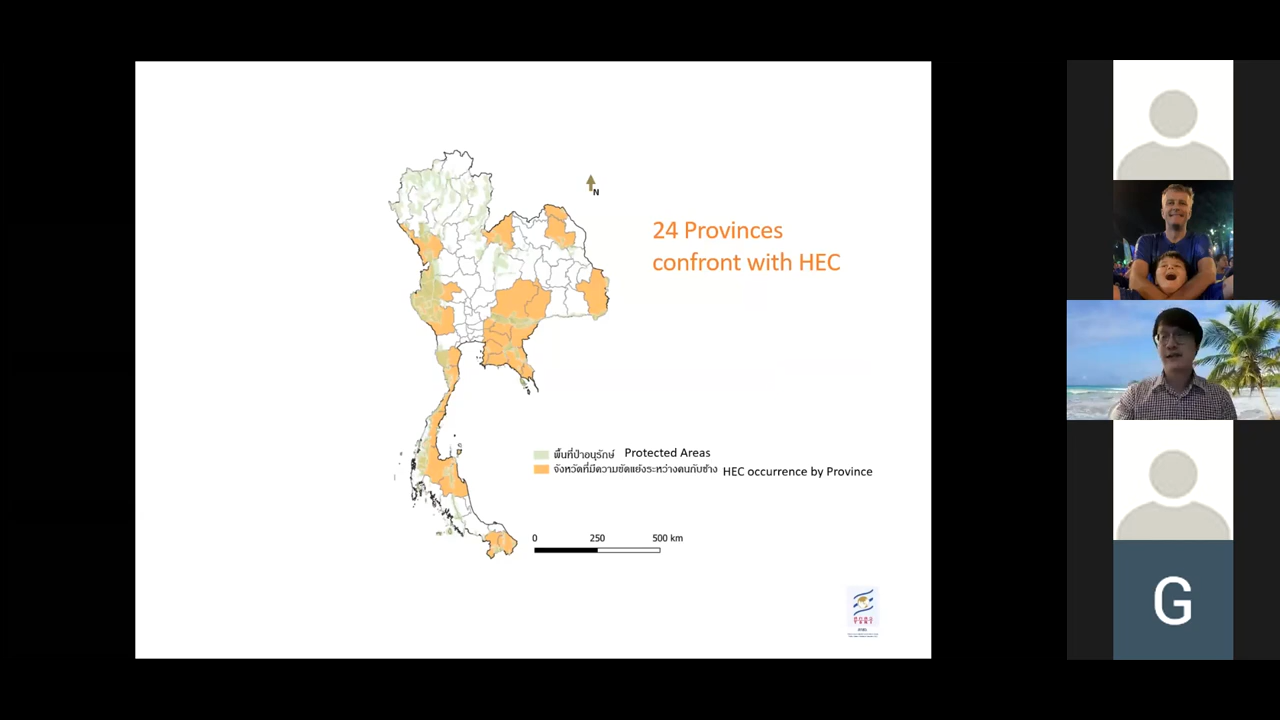 N
24 Provinces
confront with HEC
พื้นที่ป่าอนุรักษ์ Protected Areas
จังหวัดที่มีความขัดแย้งระหว่างคนกับช้าง HEC occurrence by Province
0 250 500 km
G